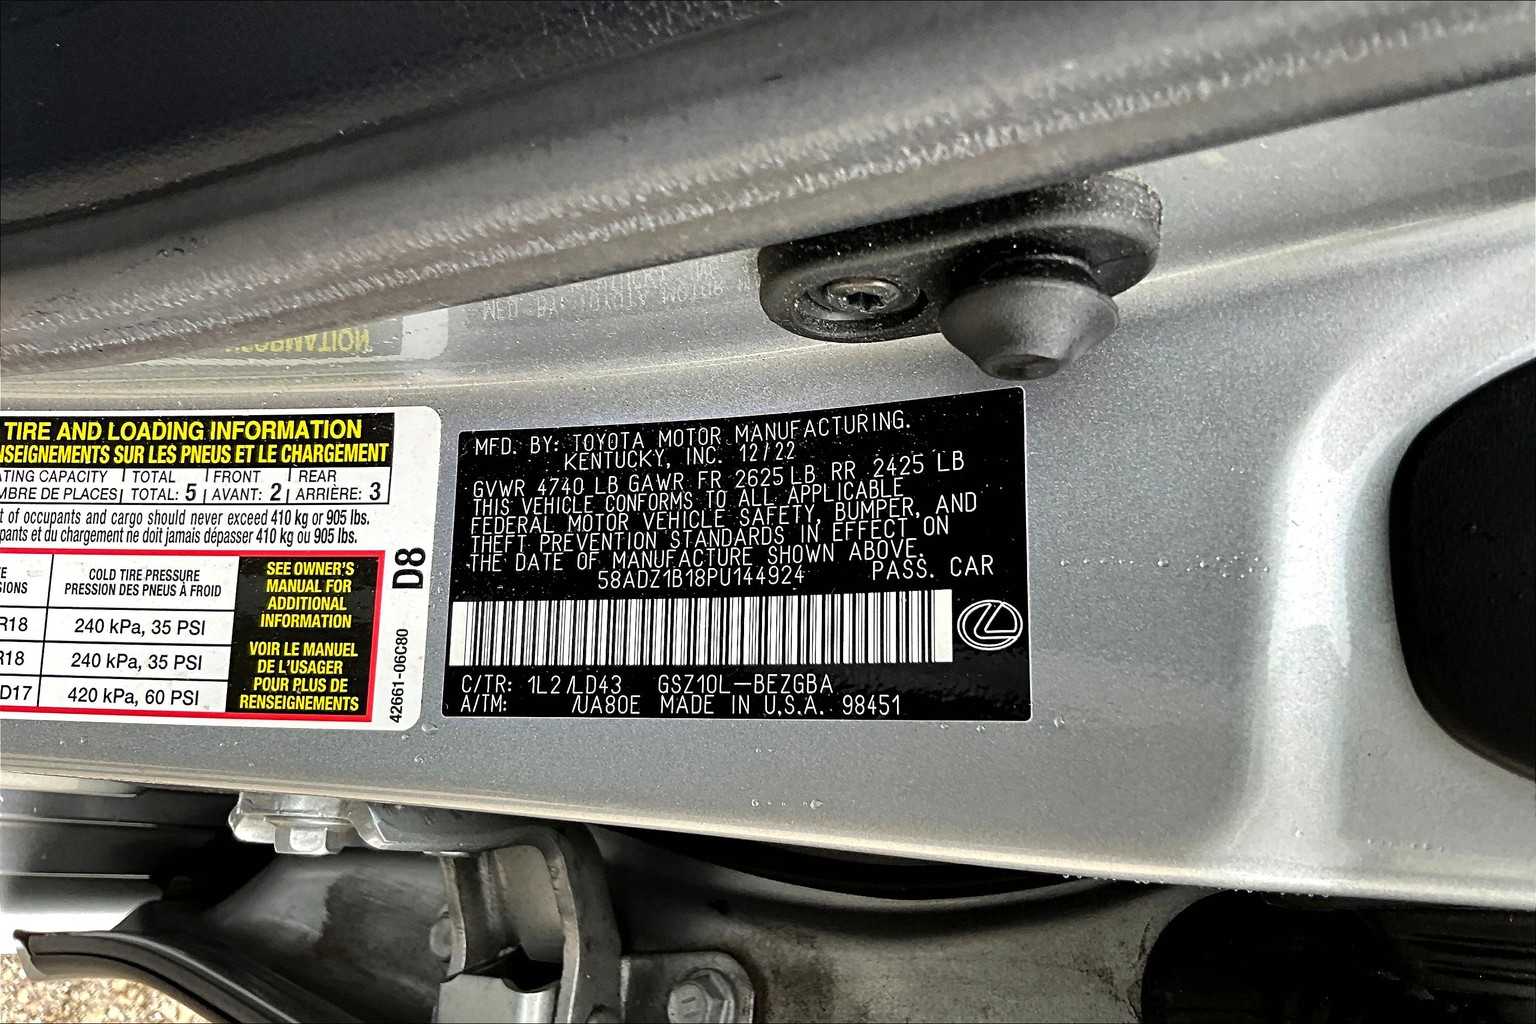 TIRE AND LOADING INFORMATION
NSEIGNEMENTS SUR LES PNEUS ET LE CHARGEMENT
ATING CAPACITY TOTAL FRONT REAR
MBRE DE PLACES TOTAL: 5 AVANT: 2 ARRIÈRE: 3
t of occupants and cargo should never exceed 410 kg or 905 lbs.
pants et du chargement ne doit jamais dépasser 410 kg ou 905 lbs.
E
SIONS
COLD TIRE PRESSURE
PRESSION DES PNEUS À FROID
R18 240 kPa, 35 PSI
R18 240 kPa, 35 PSI
D17 420 kPa, 60 PSI
SEE OWNER'S
MANUAL FOR
ADDITIONAL
INFORMATION
VOIR LE MANUEL
DE L'USAGER
POUR PLUS DE
RENSEIGNEMENTS
D8
42661-06C80
MFD. BY: TOYOTA MOTOR MANUFACTURING.
KENTUCKY, INC. 12/22
GVWR 4740 LB GAWR FR 2625 LB RR 2425 LB
THIS VEHICLE CONFORMS TO ALL APPLICABLE
FEDERAL MOTOR VEHICLE SAFETY, BUMPER, AND
THEFT PREVENTION STANDARDS IN EFFECT ON
THE DATE OF MANUFACTURE SHOWN ABOVE.
58ADZ1B18PU144924 PASS. CAR
C/TR: 1L2/LD43 GSZ10L-BEZGBA
A/TM: /UA80E MADE IN U.S.A. 98451